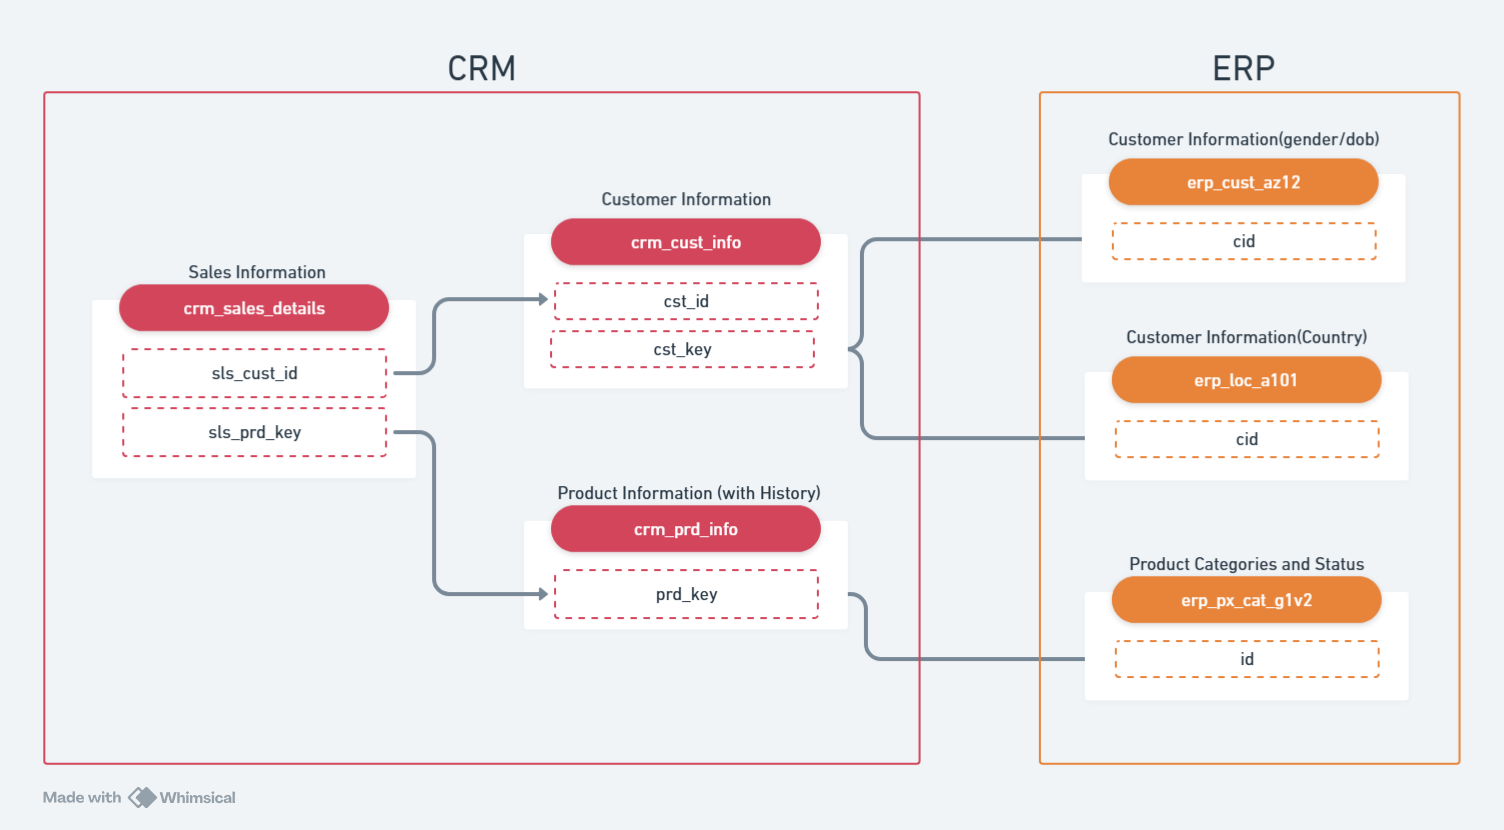 CRM
ERP
Sales Information
crm_sales_details
sls_cust_id
sls_prd_key
Customer Information
crm_cust_info
cst_id
cst_key
Product Information (with History)
crm_prd_info
prd_key
Customer Information(gender/dob)
erp_cust_az12
cid
Customer Information(Country)
erp_loc_a101
cid
Product Categories and Status
erp_px_cat_g1v2
id
Made with Whimsical